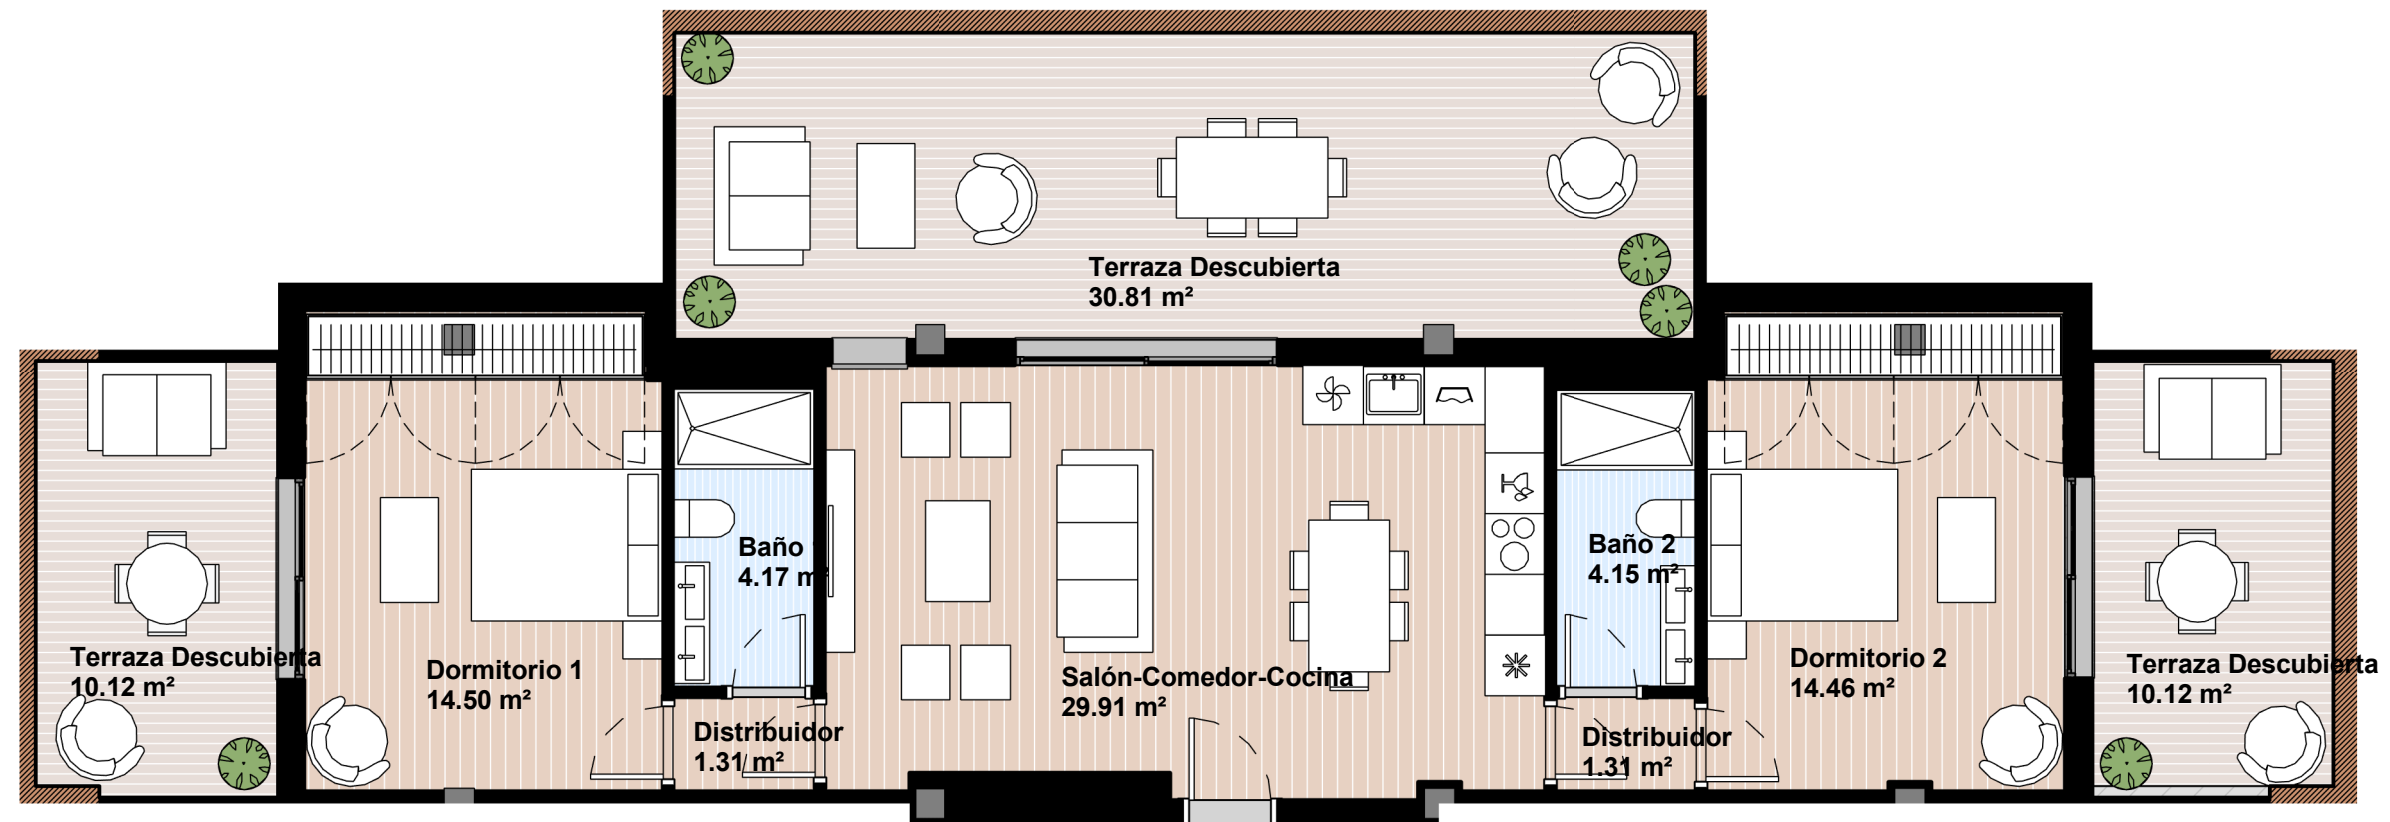 Terraza Descubierta
30.81 m²
Baño
4.17 m²
Baño 2
4.15 m²
Terraza Descubierta
10.12 m²
Dormitorio 1
14.50 m²
Salón-Comedor-Cocina
29.91 m²
Dormitorio 2
14.46 m²
Terraza Descubierta
10.12 m²
Distribuidor
1.31 m²
Distribuidor
1.31 m²